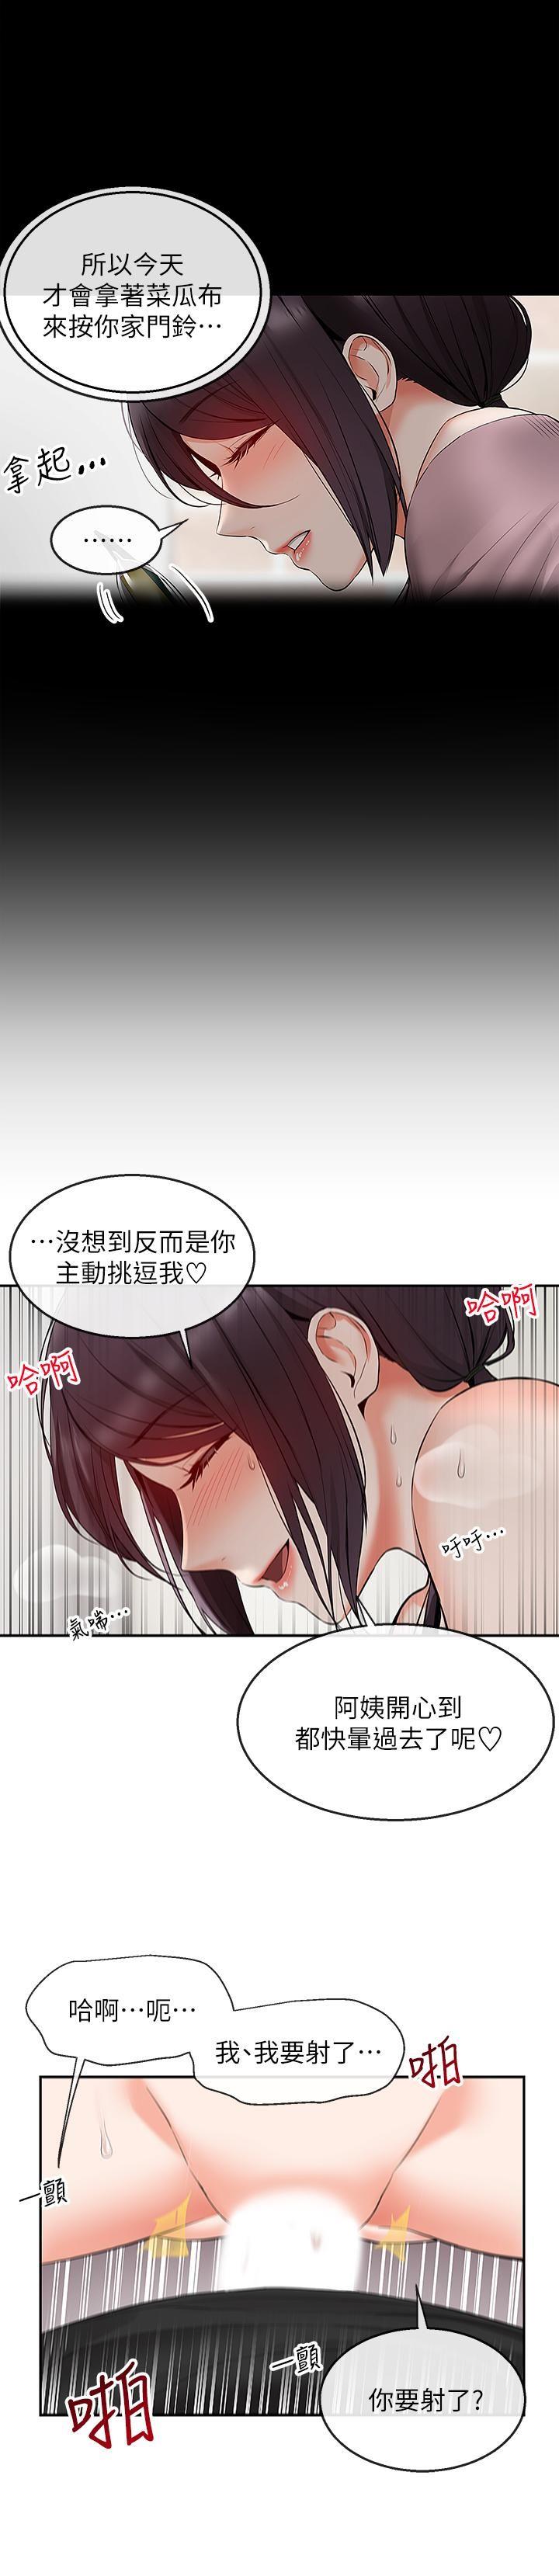 所以今天
才會拿著菜瓜布
來按你家門鈴…
拿起…
……
…沒想到反而是你
主動挑逗我♡
哈啊
哈啊
吁吁…
氣喘…
阿姨開心到
都快暈過去了呢♡
哈啊…呃…
我、我要射了…
啪
一顫
一顫
你要射了?
啪